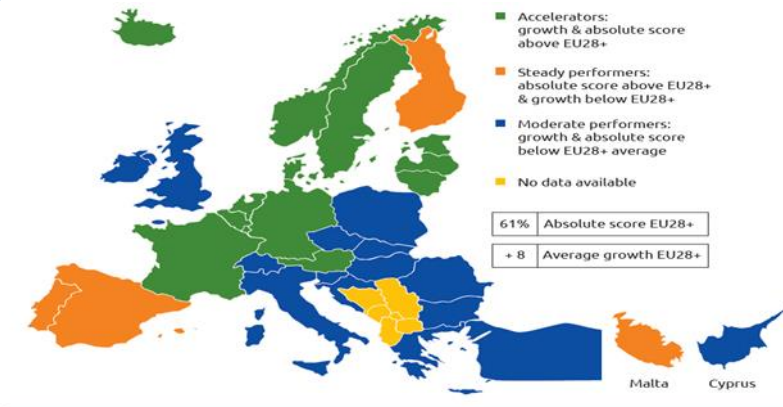 Accelerators:
growth & absolute score
above EU28+
Steady performers:
absolute score above EU28+
& growth below EU28+
Moderate performers:
growth & absolute score
below EU28+ average
No data available
61% Absolute score EU28+
+ 8 Average growth EU28+
Malta Cyprus